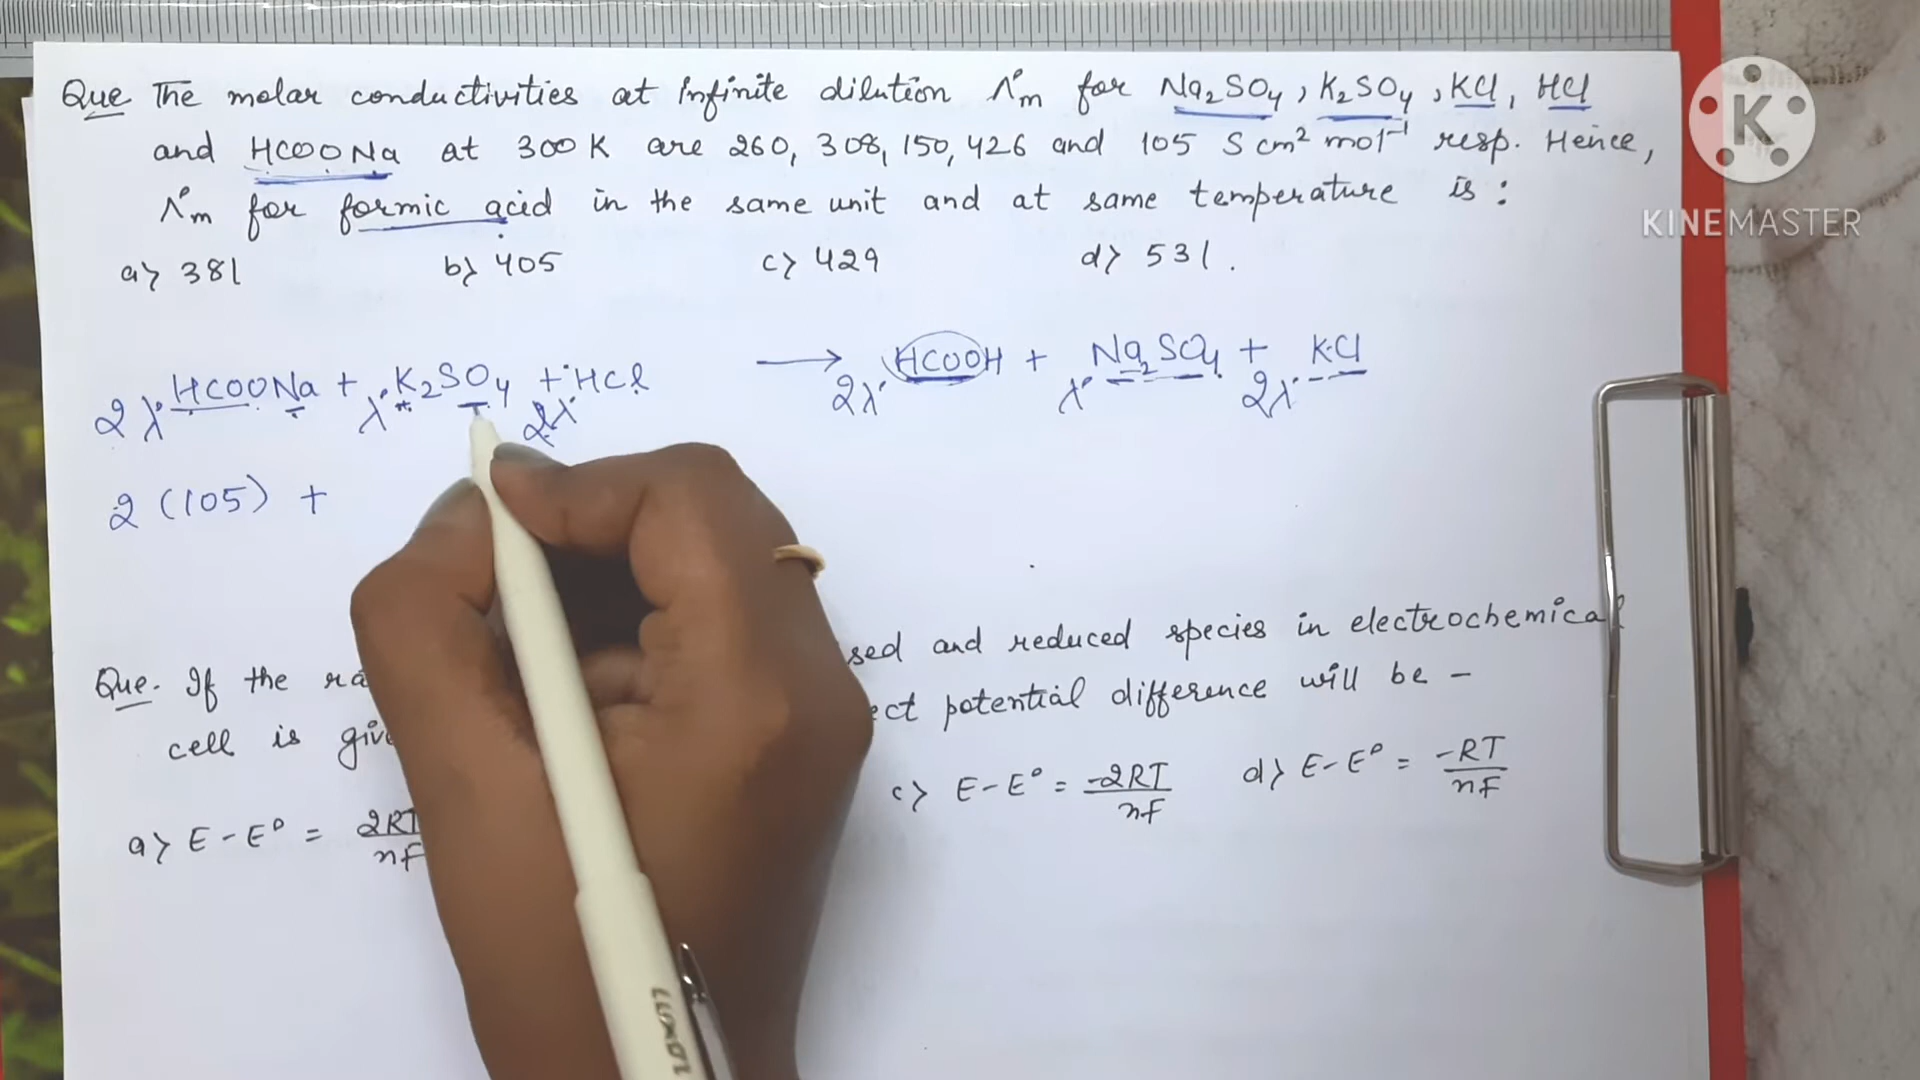 Que The molar conductivities at infinite dilution Λ°m for Na₂SO₄, K₂SO₄, KCl, HCl
and HCOONa at 300 K are 260, 308, 150, 426 and 105 S cm² mol⁻¹ resp. Hence,
Λ°m for formic acid in the same unit and at same temperature is :
a> 381 b> 405 c> 429 d> 531.
2λ° HCOONa + λ° K₂SO₄ + 2λ° HCl → 2λ° HCOOH + λ° Na₂SO₄ + 2λ° KCl
2 (105) +
Que. If the sed and reduced species in electrochemical
cell is ect potential difference will be -
a> E - E° = 2RT/nF c> E - E° = -2RT/nF d> E - E° = -RT/nF
K
KINEMASTER
LUXOR